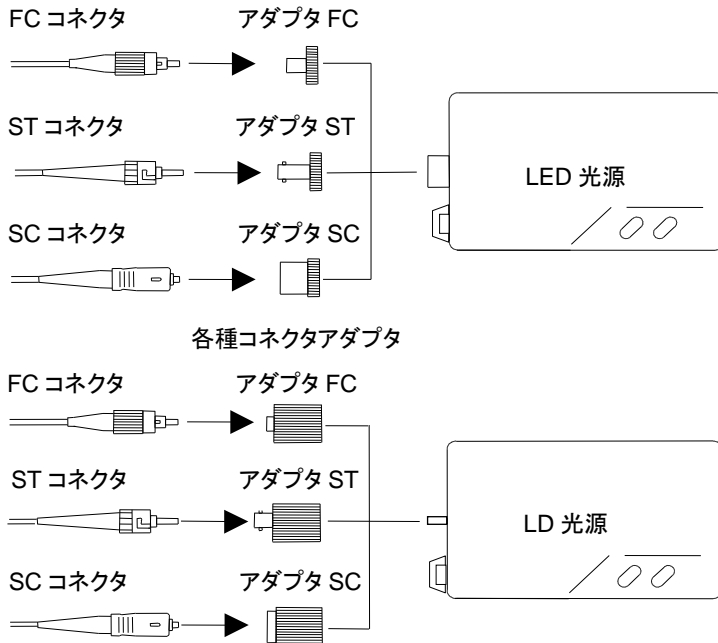 FC コネクタ アダプタ FC
ST コネクタ アダプタ ST
LED 光源
SC コネクタ アダプタ SC
各種コネクタアダプタ
FC コネクタ アダプタ FC
ST コネクタ アダプタ ST
LD 光源
SC コネクタ アダプタ SC